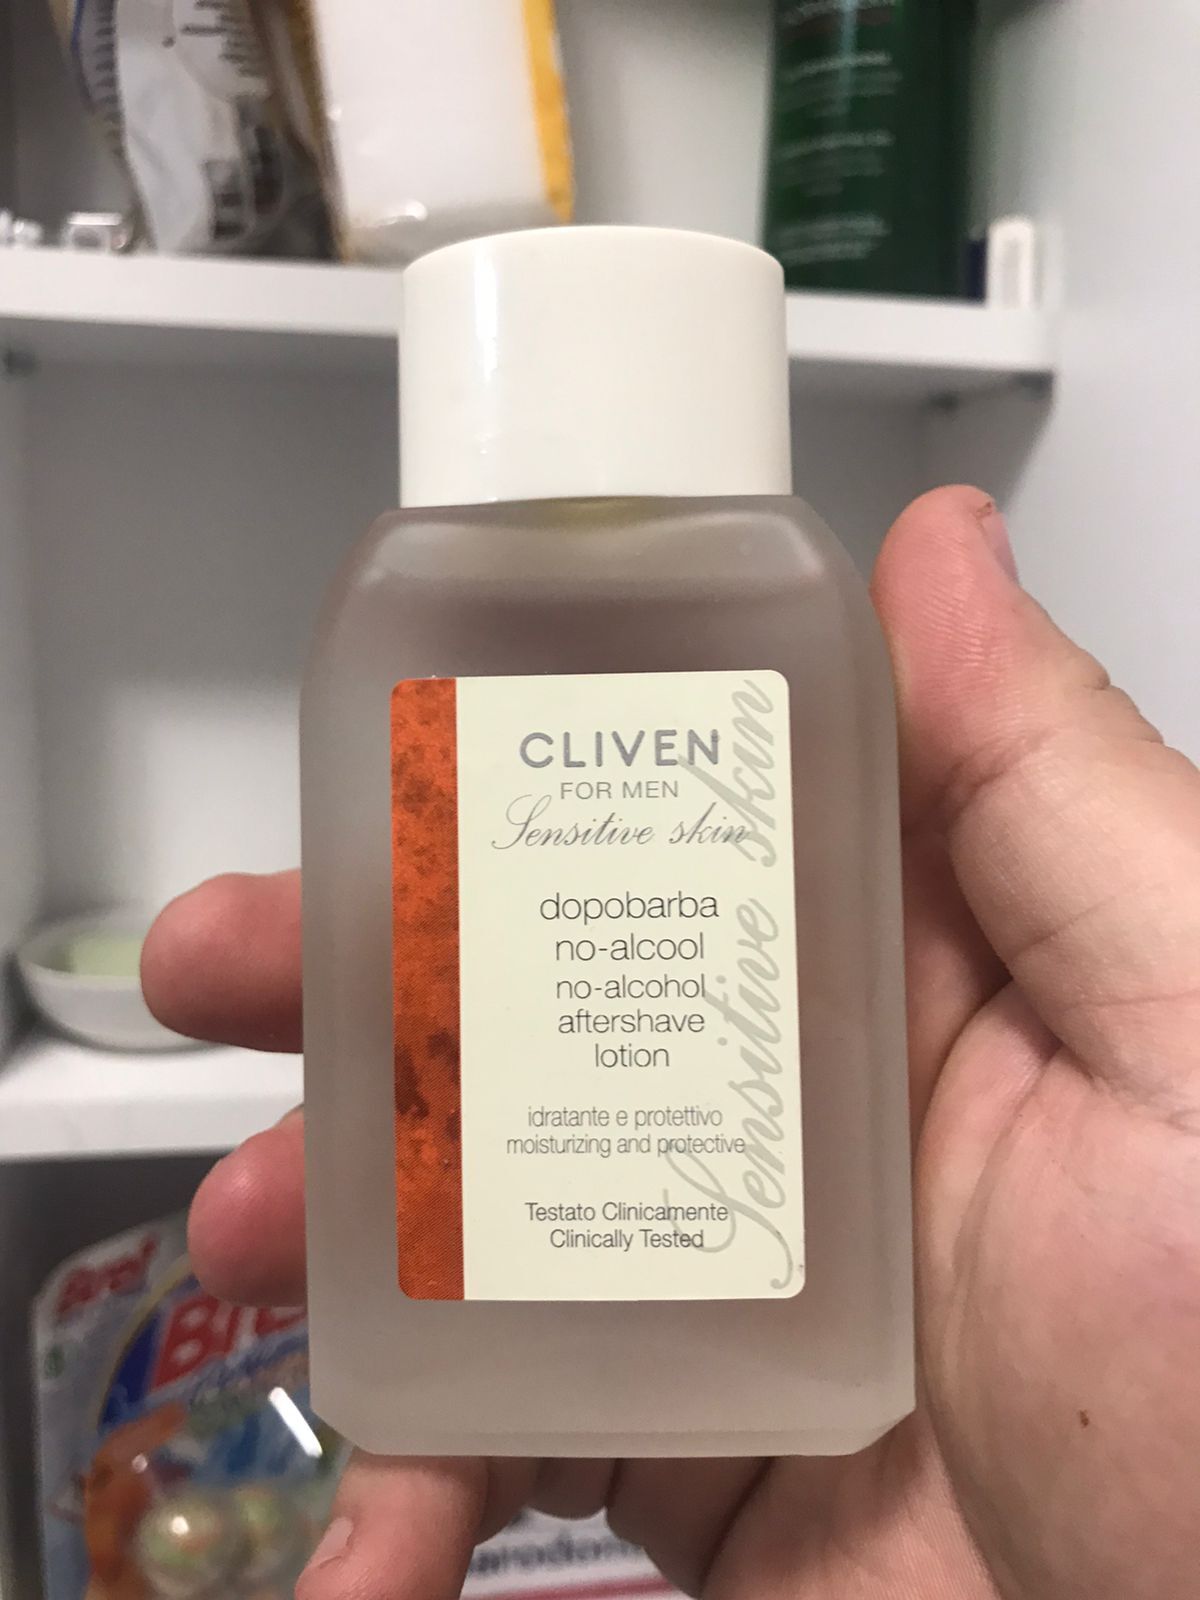 CLIVEN
FOR MEN
Sensitive skin
dopobarba
no-alcool
no-alcohol
aftershave
lotion
idratante e protettivo
moisturizing and protective
Testato Clinicamente
Clinically Tested
Sensitive skin
Bref